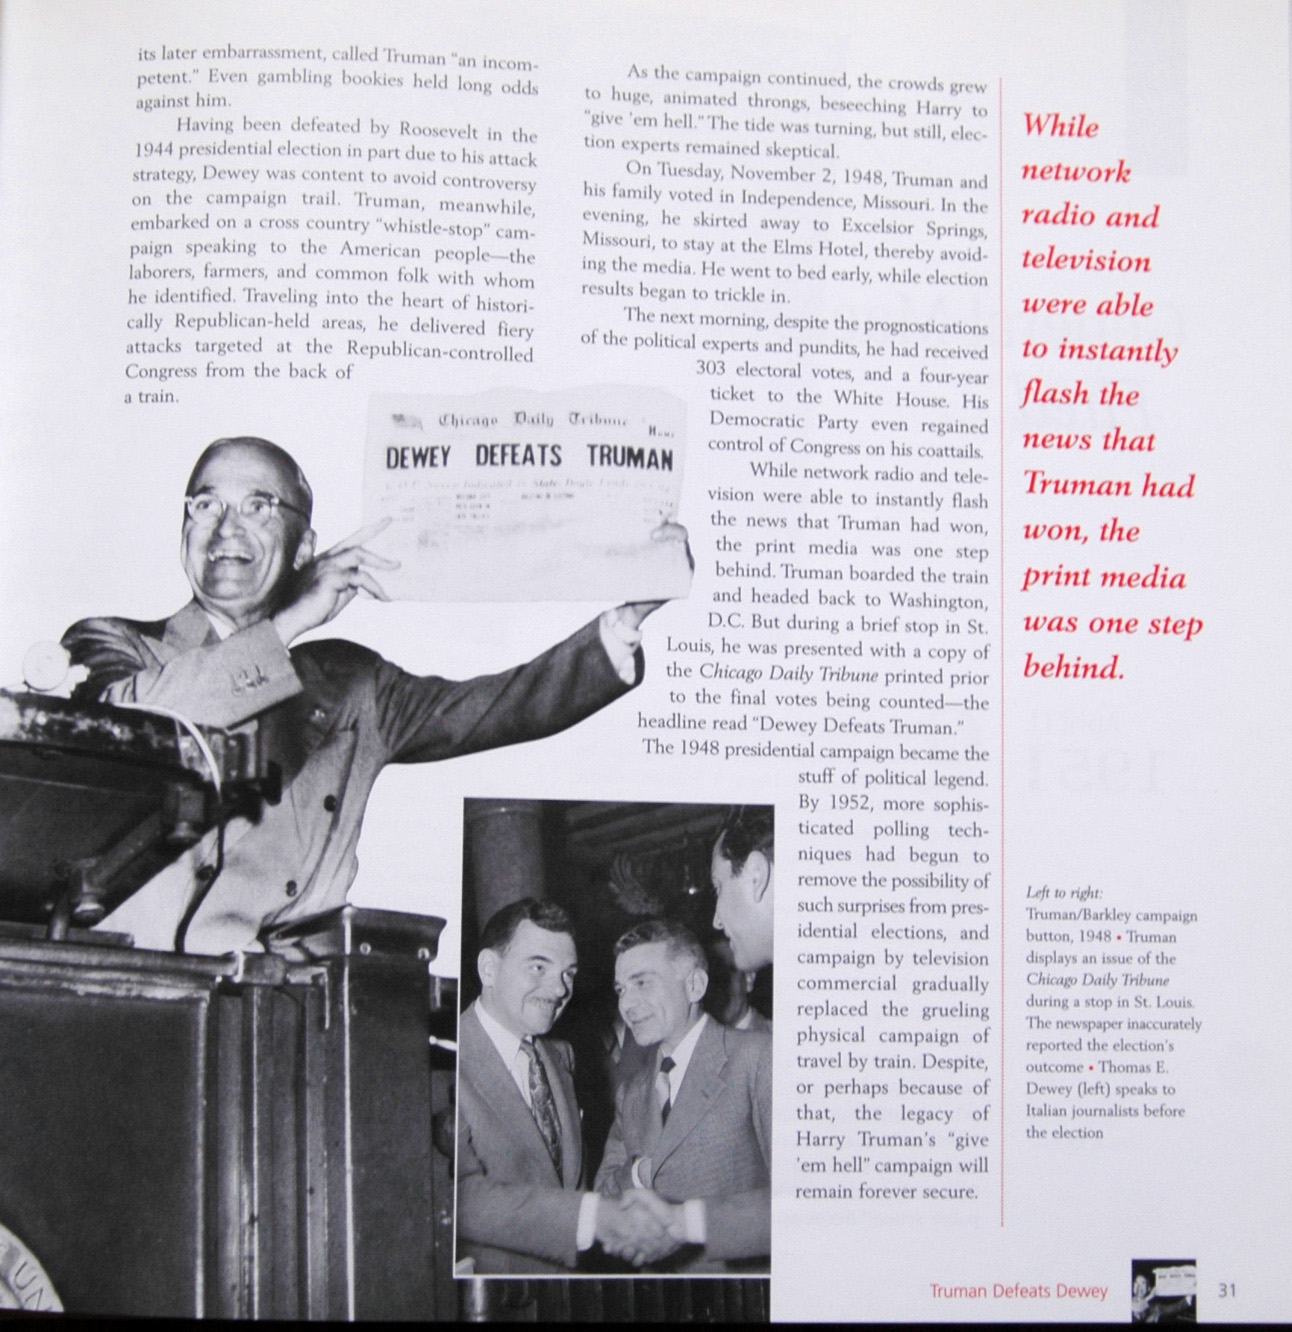 its later embarrassment, called Truman “an incom-
petent.” Even gambling bookies held long odds
against him.
Having been defeated by Roosevelt in the
1944 presidential election in part due to his attack
strategy, Dewey was content to avoid controversy
on the campaign trail. Truman, meanwhile,
embarked on a cross country “whistle-stop” cam-
paign speaking to the American people—the
laborers, farmers, and common folk with whom
he identified. Traveling into the heart of histori-
cally Republican-held areas, he delivered fiery
attacks targeted at the Republican-controlled
Congress from the back of
a train.
Chicago Daily Tribune
DEWEY DEFEATS TRUMAN
As the campaign continued, the crowds grew
to huge, animated throngs, beseeching Harry to
“give ’em hell.” The tide was turning, but still, elec-
tion experts remained skeptical.
On Tuesday, November 2, 1948, Truman and
his family voted in Independence, Missouri. In the
evening, he skirted away to Excelsior Springs,
Missouri, to stay at the Elms Hotel, thereby avoid-
ing the media. He went to bed early, while election
results began to trickle in.
The next morning, despite the prognostications
of the political experts and pundits, he had received
303 electoral votes, and a four-year
ticket to the White House. His
Democratic Party even regained
control of Congress on his coattails.
While network radio and tele-
vision were able to instantly flash
the news that Truman had won,
the print media was one step
behind. Truman boarded the train
and headed back to Washington,
D.C. But during a brief stop in St.
Louis, he was presented with a copy of
the Chicago Daily Tribune printed prior
to the final votes being counted—the
headline read “Dewey Defeats Truman.”
The 1948 presidential campaign became the
stuff of political legend.
By 1952, more sophis-
ticated polling tech-
niques had begun to
remove the possibility of
such surprises from pres-
idential elections, and
campaign by television
commercial gradually
replaced the grueling
physical campaign of
travel by train. Despite,
or perhaps because of
that, the legacy of
Harry Truman’s “give
’em hell” campaign will
remain forever secure.
While
network
radio and
television
were able
to instantly
flash the
news that
Truman had
won, the
print media
was one step
behind.
Left to right:
Truman/Barkley campaign
button, 1948 • Truman
displays an issue of the
Chicago Daily Tribune
during a stop in St. Louis.
The newspaper inaccurately
reported the election’s
outcome • Thomas E.
Dewey (left) speaks to
Italian journalists before
the election
Truman Defeats Dewey 31